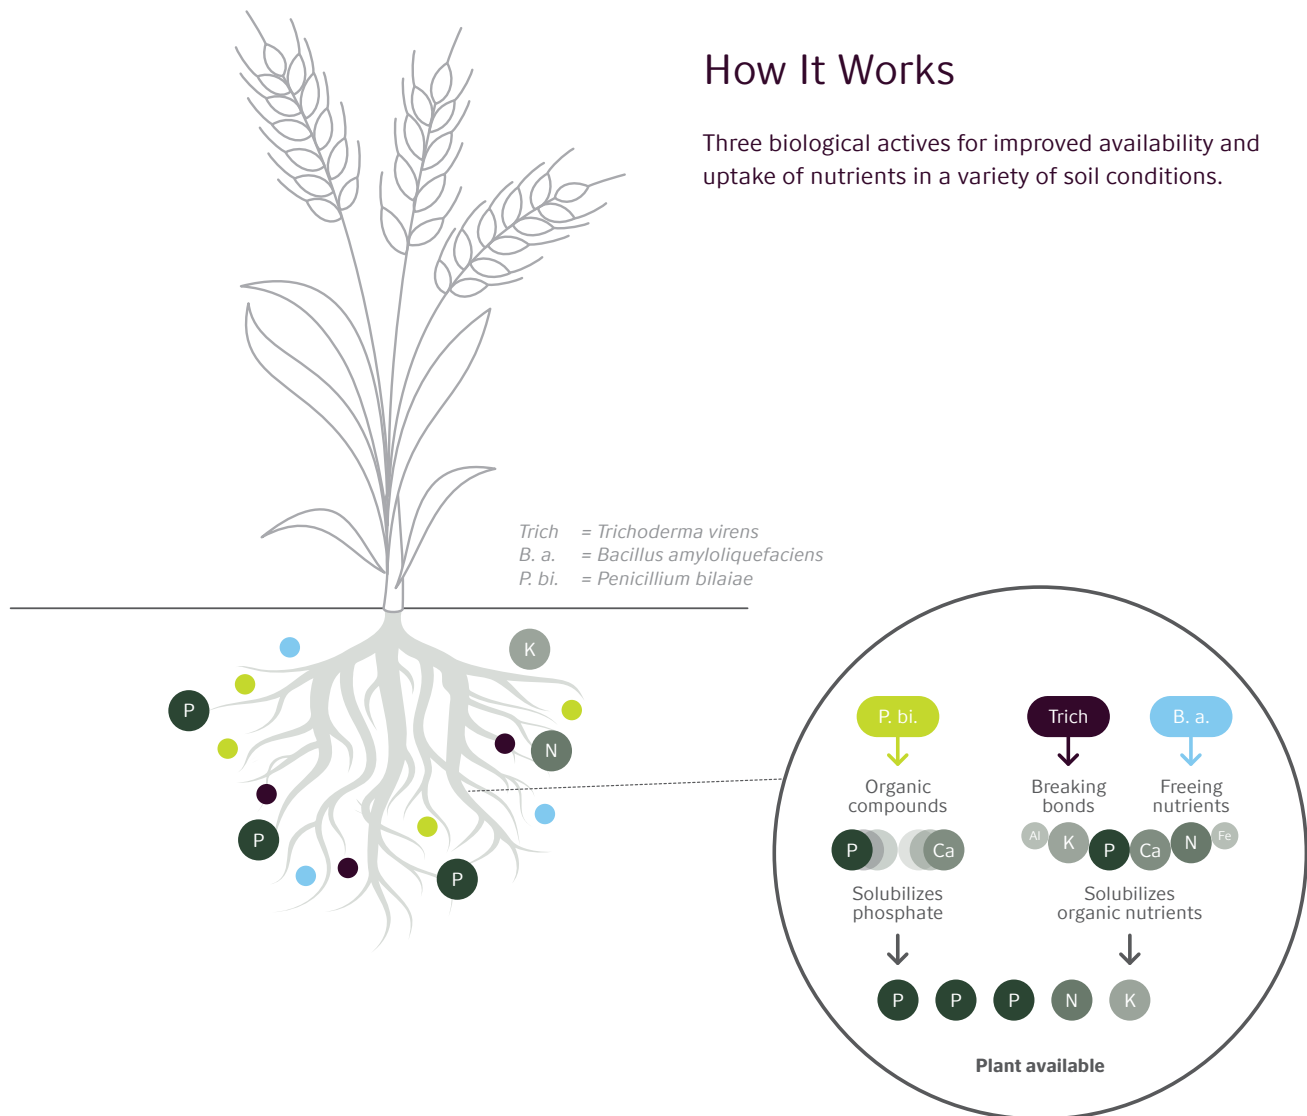 How It Works
Three biological actives for improved availability and
uptake of nutrients in a variety of soil conditions.
Trich = Trichoderma virens
B. a. = Bacillus amyloliquefaciens
P. bi. = Penicillium bilaiae
K
P
N
P
P
P. bi. Trich B. a.
Organic
compounds
Breaking
bonds
Freeing
nutrients
P Ca
Al K P Ca N Fe
Solubilizes
phosphate
Solubilizes
organic nutrients
P P P N K
Plant available